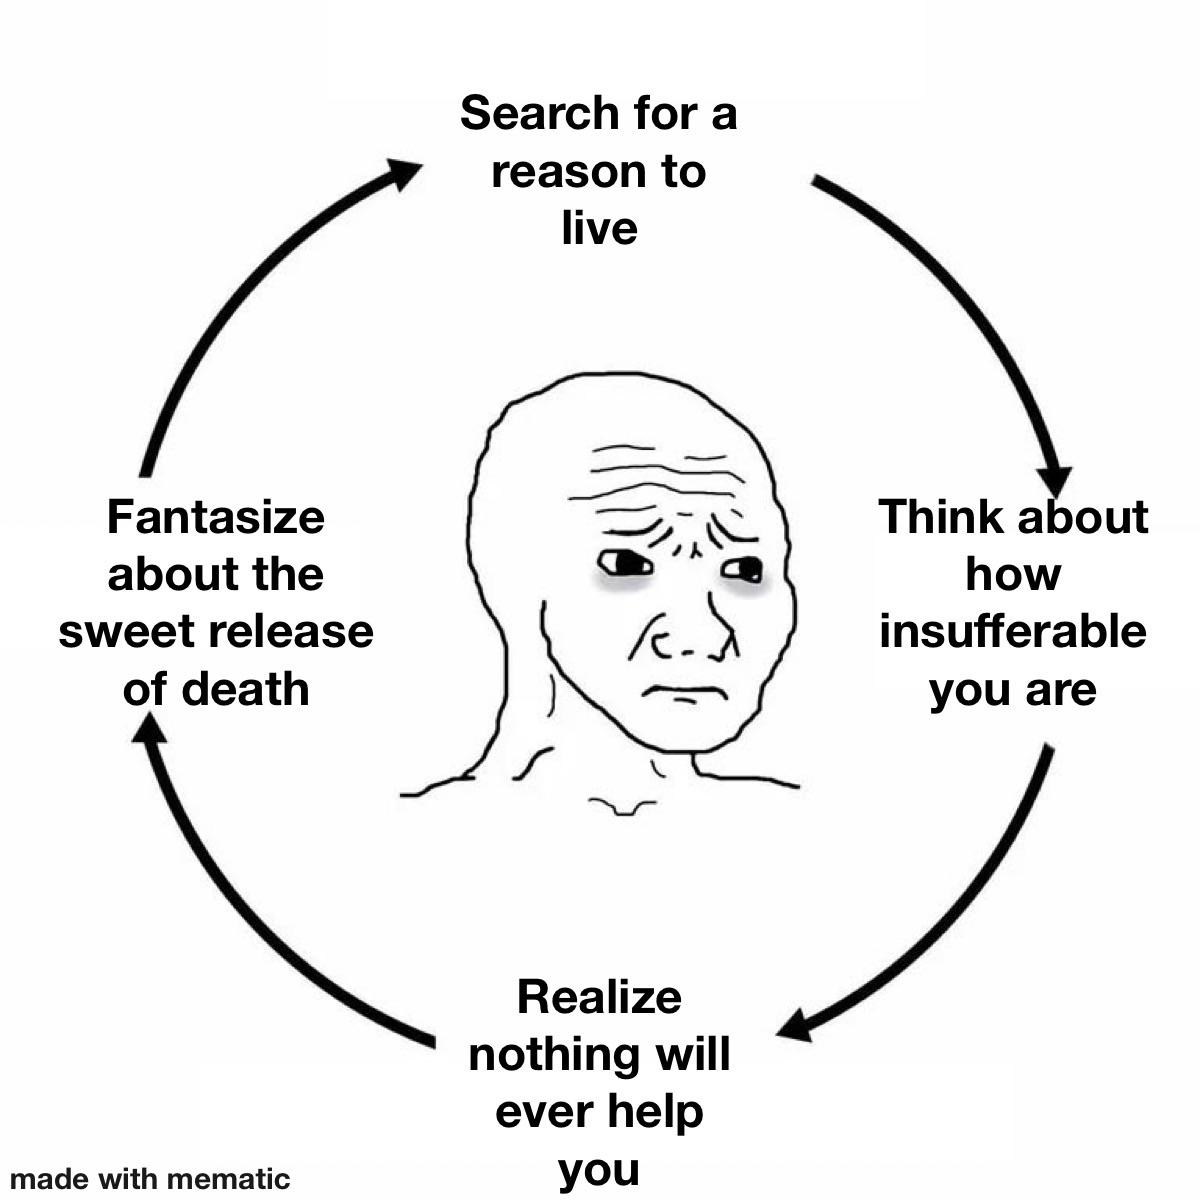 Search for a
reason to
live
Think about
how
insufferable
you are
Realize
nothing will
ever help
you
Fantasize
about the
sweet release
of death
made with mematic